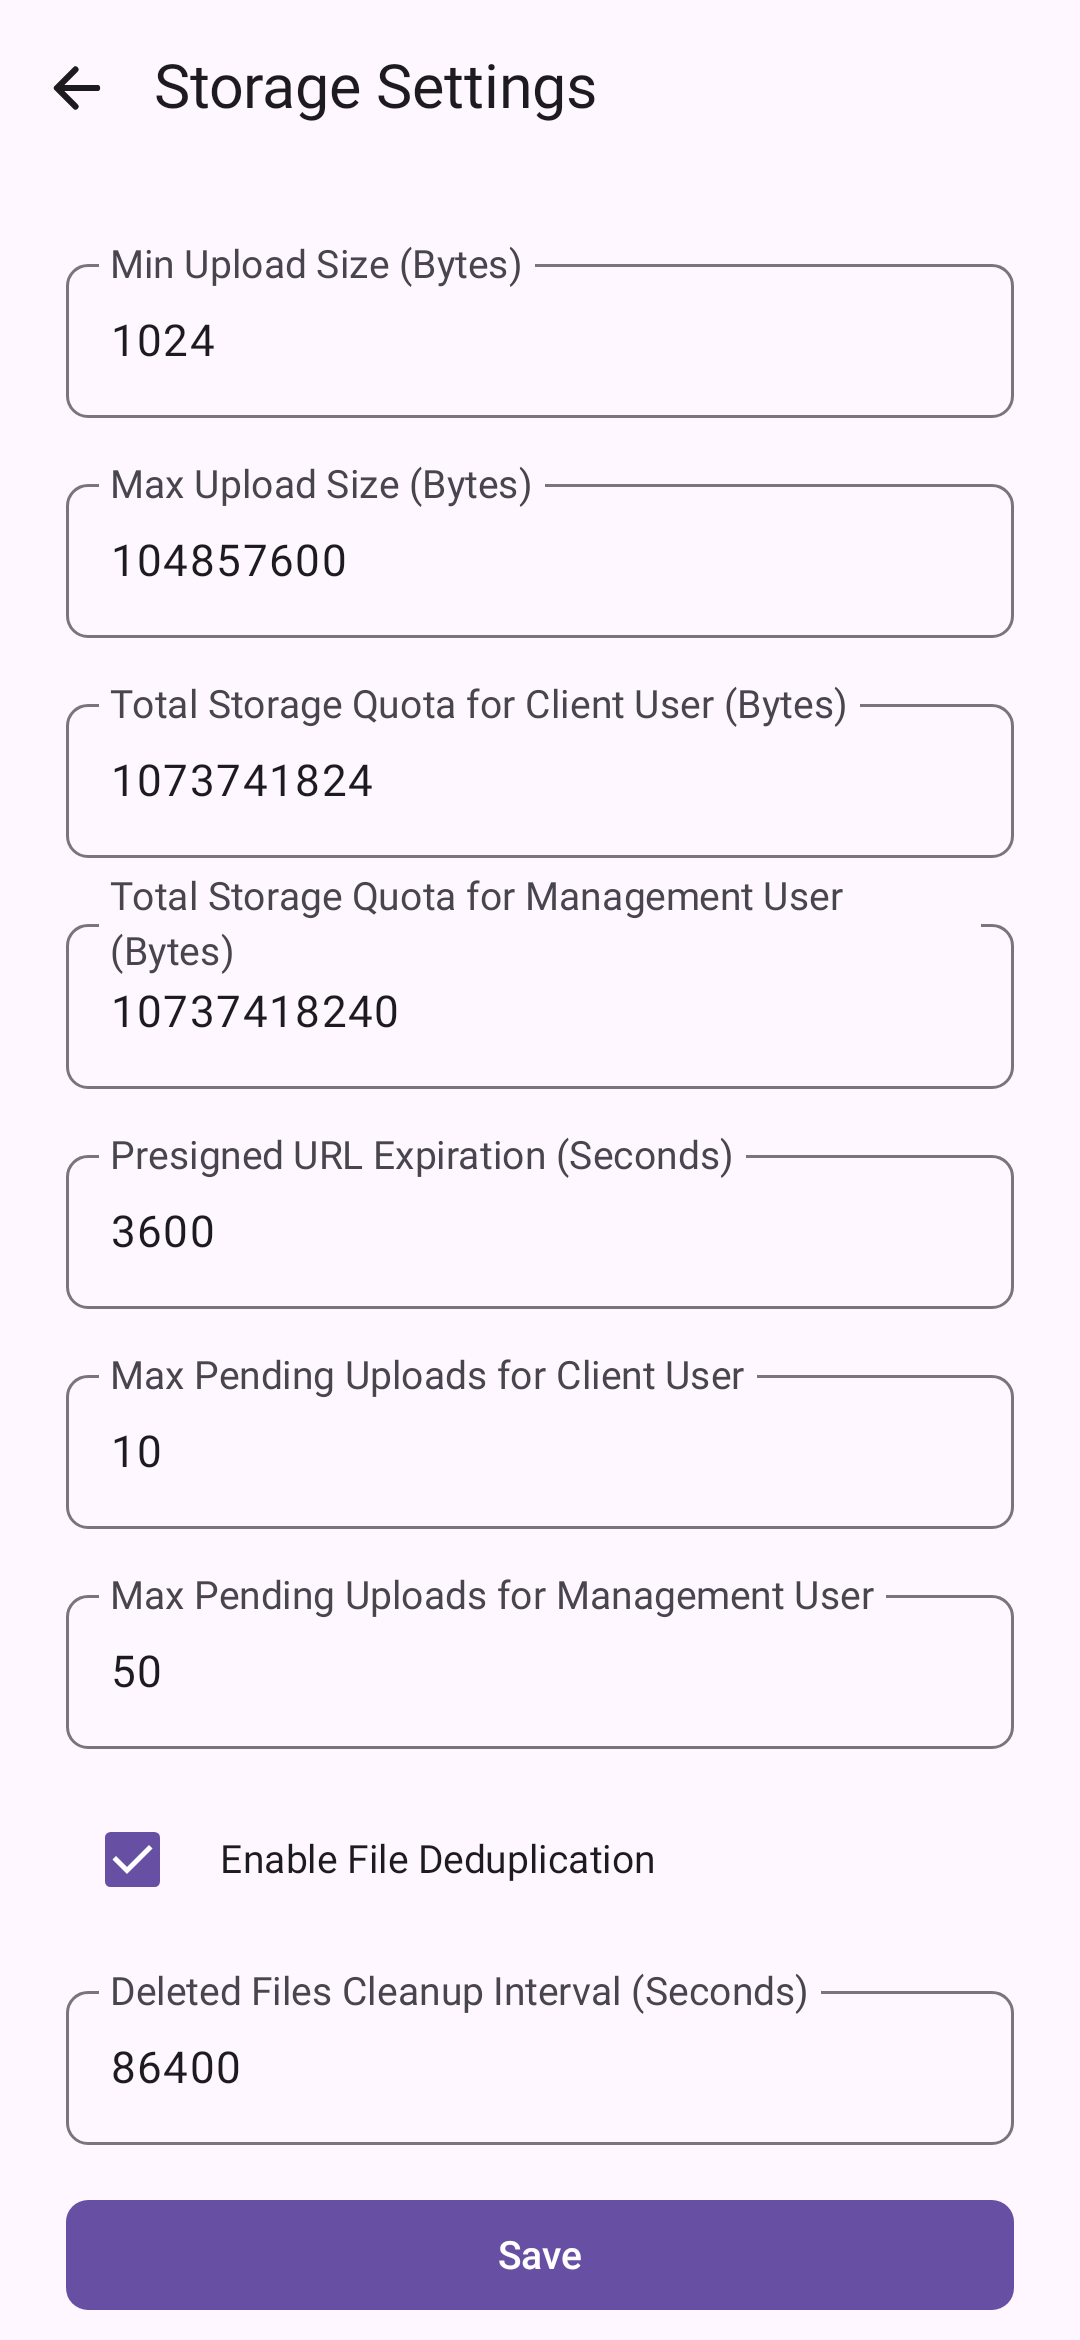 Storage Settings
Min Upload Size (Bytes)
1024
Max Upload Size (Bytes)
104857600
Total Storage Quota for Client User (Bytes)
1073741824
Total Storage Quota for Management User
(Bytes)
10737418240
Presigned URL Expiration (Seconds)
3600
Max Pending Uploads for Client User
10
Max Pending Uploads for Management User
50
Enable File Deduplication
Deleted Files Cleanup Interval (Seconds)
86400
Save